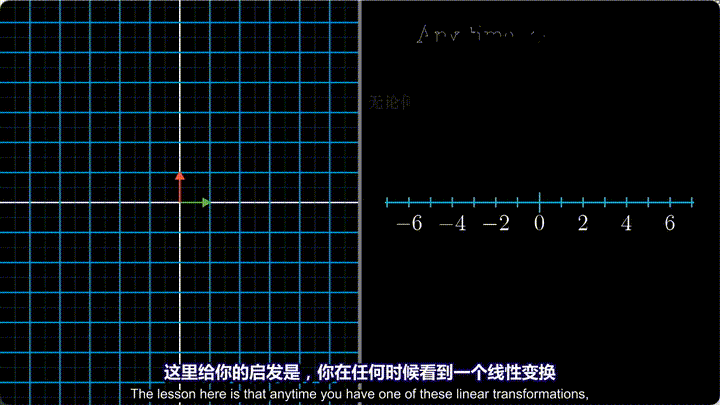 无论
−6 −4 −2 0 2 4 6
这里给你的启发是，你在任何时候看到一个线性变换
The lesson here is that anytime you have one of these linear transformations,